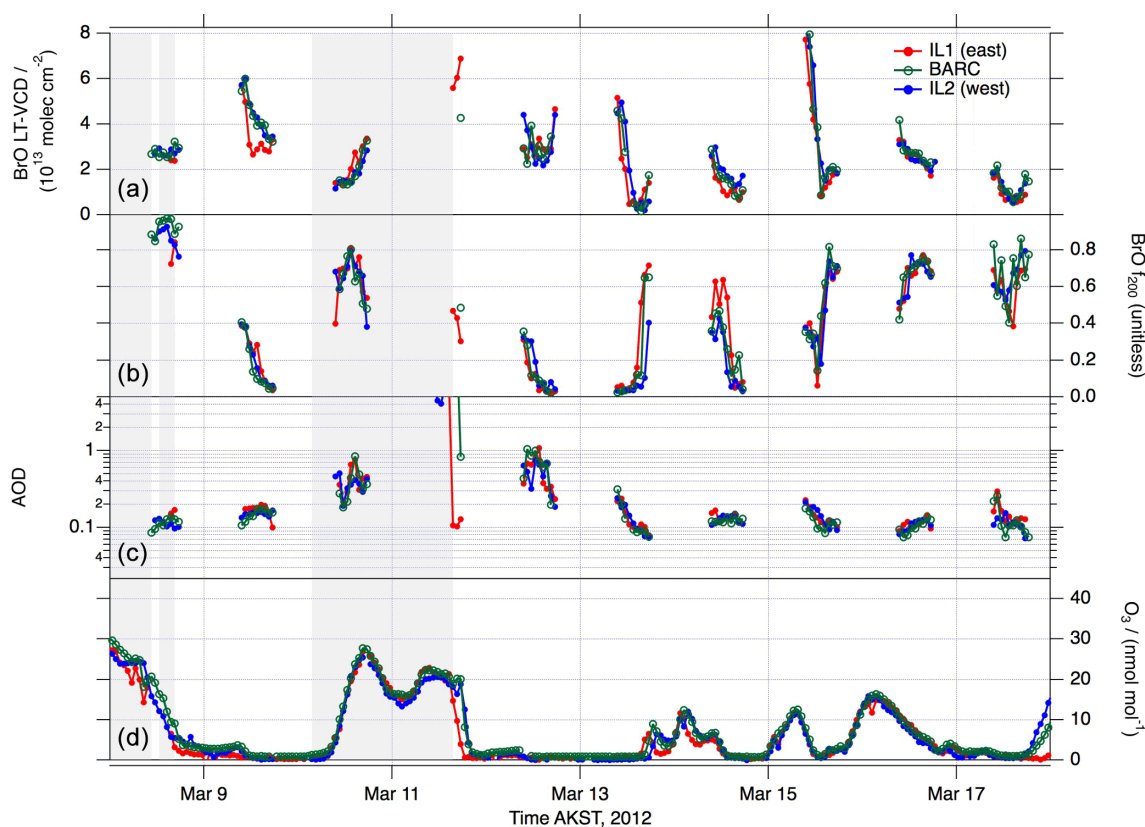 8
6
4
2
0
BrO LT-VCD /
(10¹³ molec cm⁻²)
(a)
IL1 (east)
BARC
IL2 (west)
0.8
0.6
0.4
0.2
0.0
BrO f₂₀₀ (unitless)
(b)
4
2
1
4
2
0.1
4
AOD
(c)
40
30
20
10
0
O₃ / (nmol mol⁻¹)
(d)
Mar 9
Mar 11
Mar 13
Mar 15
Mar 17
Time AKST, 2012